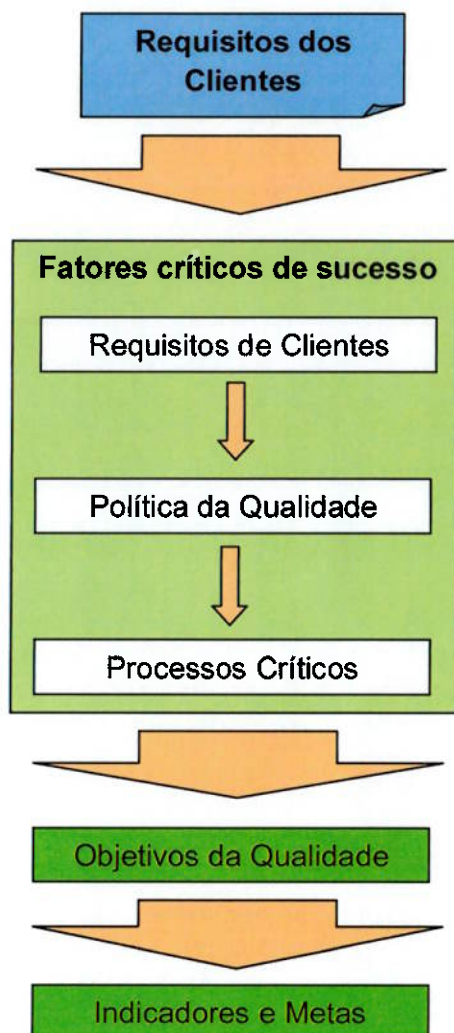 Requisitos dos
Clientes
Fatores críticos de sucesso
Requisitos de Clientes
Política da Qualidade
Processos Críticos
Objetivos da Qualidade
Indicadores e Metas